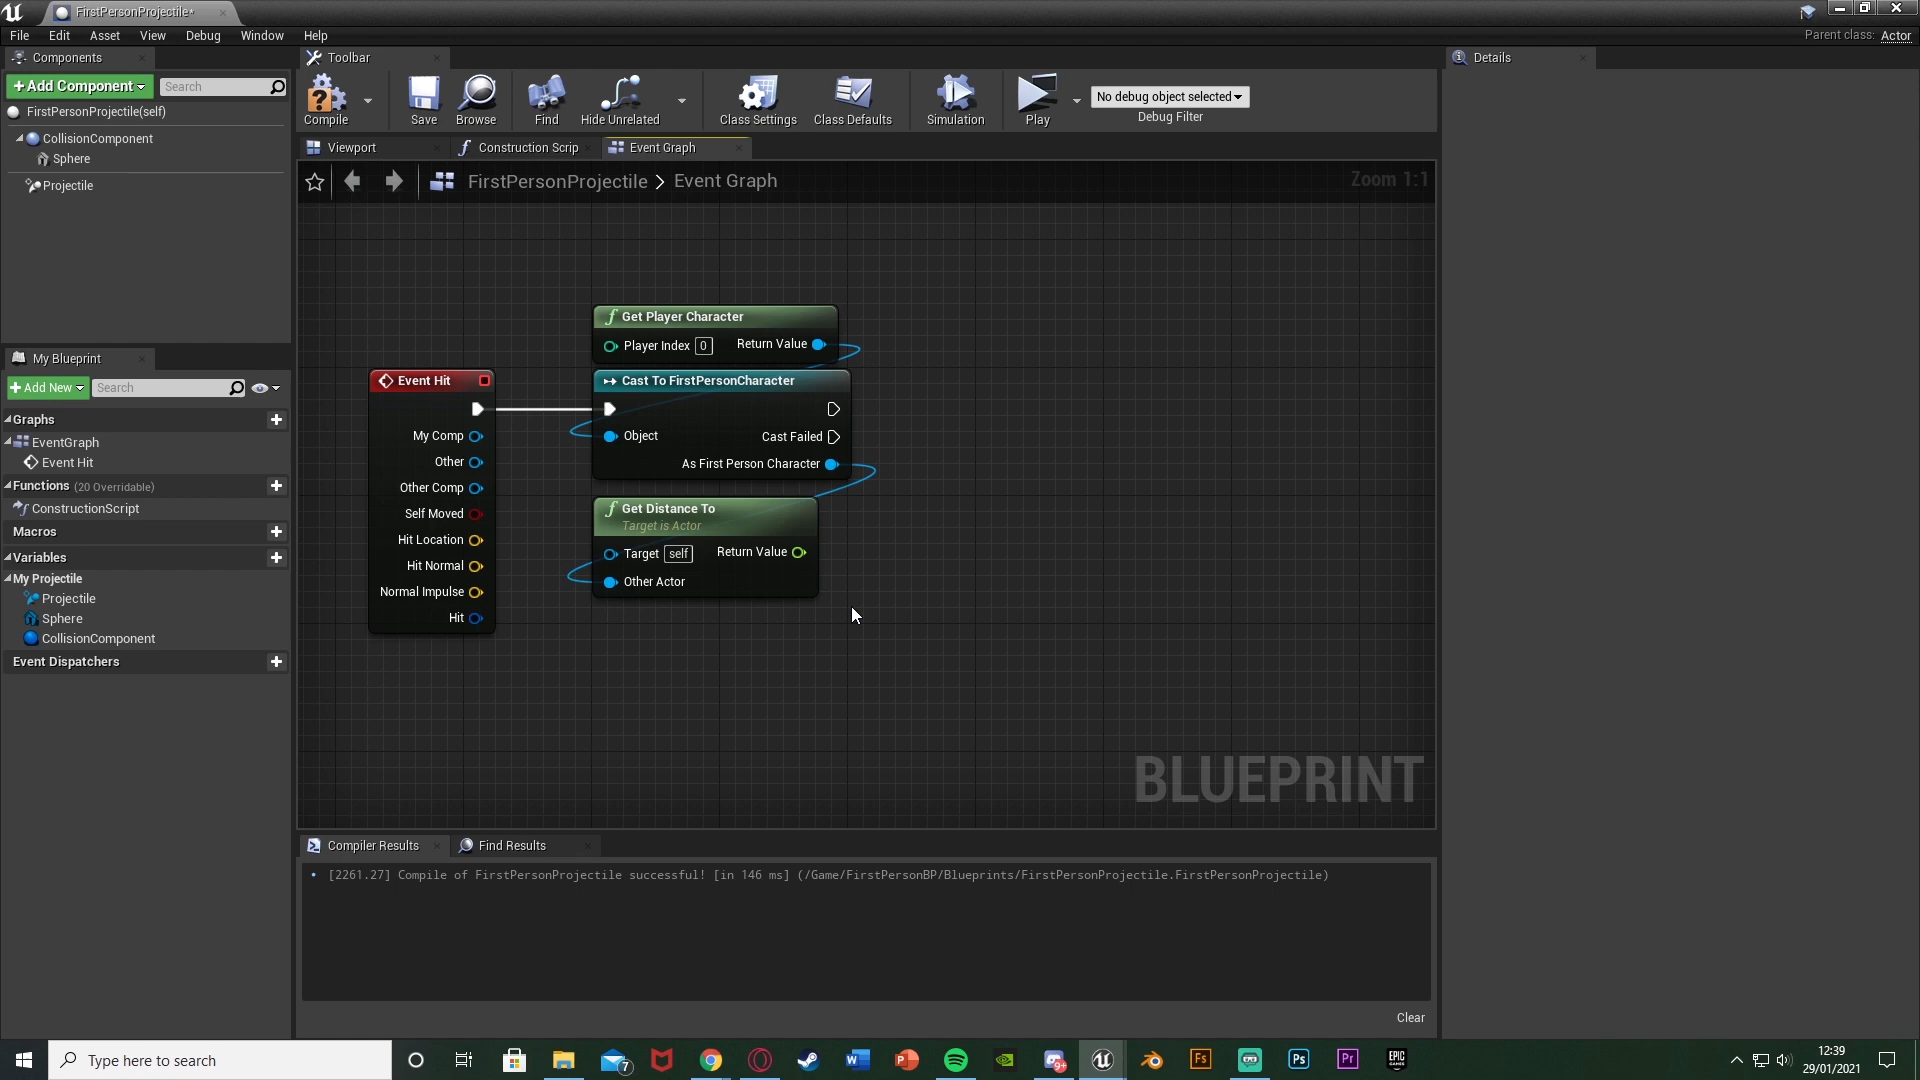 FirstPersonProjectile*
File Edit Asset View Debug Window Help
Parent class: Actor
Components
Toolbar
Details
+Add Component
Search
FirstPersonProjectile(self)
CollisionComponent
Sphere
Projectile
Compile
Save
Browse
Find
Hide Unrelated
Class Settings
Class Defaults
Simulation
Play
No debug object selected
Debug Filter
Viewport
Construction Scrip
Event Graph
FirstPersonProjectile > Event Graph
Zoom 1:1
My Blueprint
+Add New
Search
Graphs
EventGraph
Event Hit
Functions (20 Overridable)
ConstructionScript
Macros
Variables
My Projectile
Projectile
Sphere
CollisionComponent
Event Dispatchers
Event Hit
My Comp
Other
Other Comp
Self Moved
Hit Location
Hit Normal
Normal Impulse
Hit
Get Player Character
Player Index 0 Return Value
Cast To FirstPersonCharacter
Object
Cast Failed
As First Person Character
Get Distance To
Target is Actor
Target self Return Value
Other Actor
BLUEPRINT
Compiler Results
Find Results
[2261.27] Compile of FirstPersonProjectile successful! [in 146 ms] (/Game/FirstPersonBP/Blueprints/FirstPersonProjectile.FirstPersonProjectile)
Clear
Type here to search
7
9+
Fs
Ps
Pr
EPIC
GAMES
12:39
29/01/2021